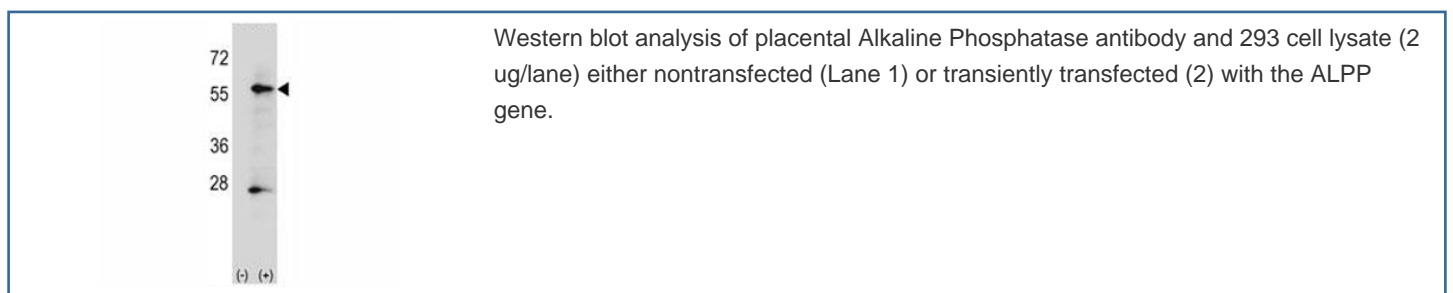 72
55
36
28
(-) (+)
Western blot analysis of placental Alkaline Phosphatase antibody and 293 cell lysate (2
ug/lane) either nontransfected (Lane 1) or transiently transfected (2) with the ALPP
gene.